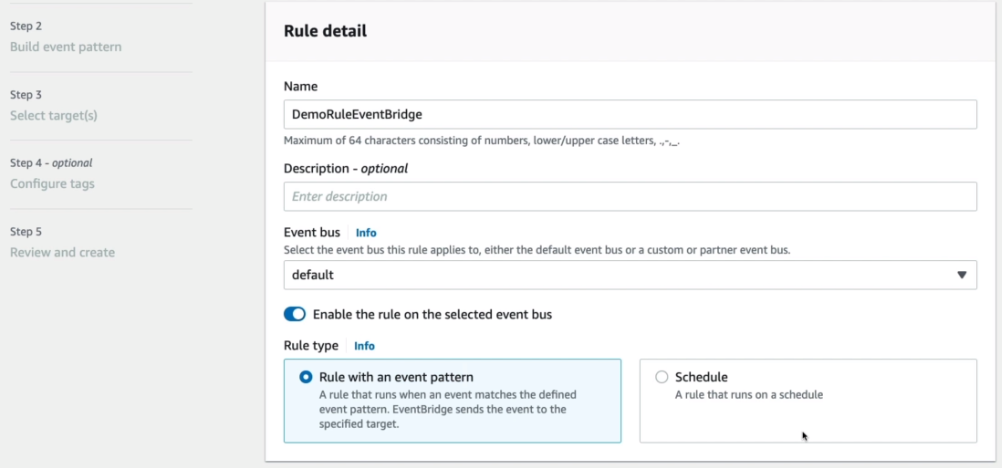 Step 2
Build event pattern
Step 3
Select target(s)
Step 4 - optional
Configure tags
Step 5
Review and create
Rule detail
Name
DemoRuleEventBridge
Maximum of 64 characters consisting of numbers, lower/upper case letters, .,-,_.
Description - optional
Enter description
Event bus Info
Select the event bus this rule applies to, either the default event bus or a custom or partner event bus.
default
Enable the rule on the selected event bus
Rule type Info
Rule with an event pattern
A rule that runs when an event matches the defined
event pattern. EventBridge sends the event to the
specified target.
Schedule
A rule that runs on a schedule